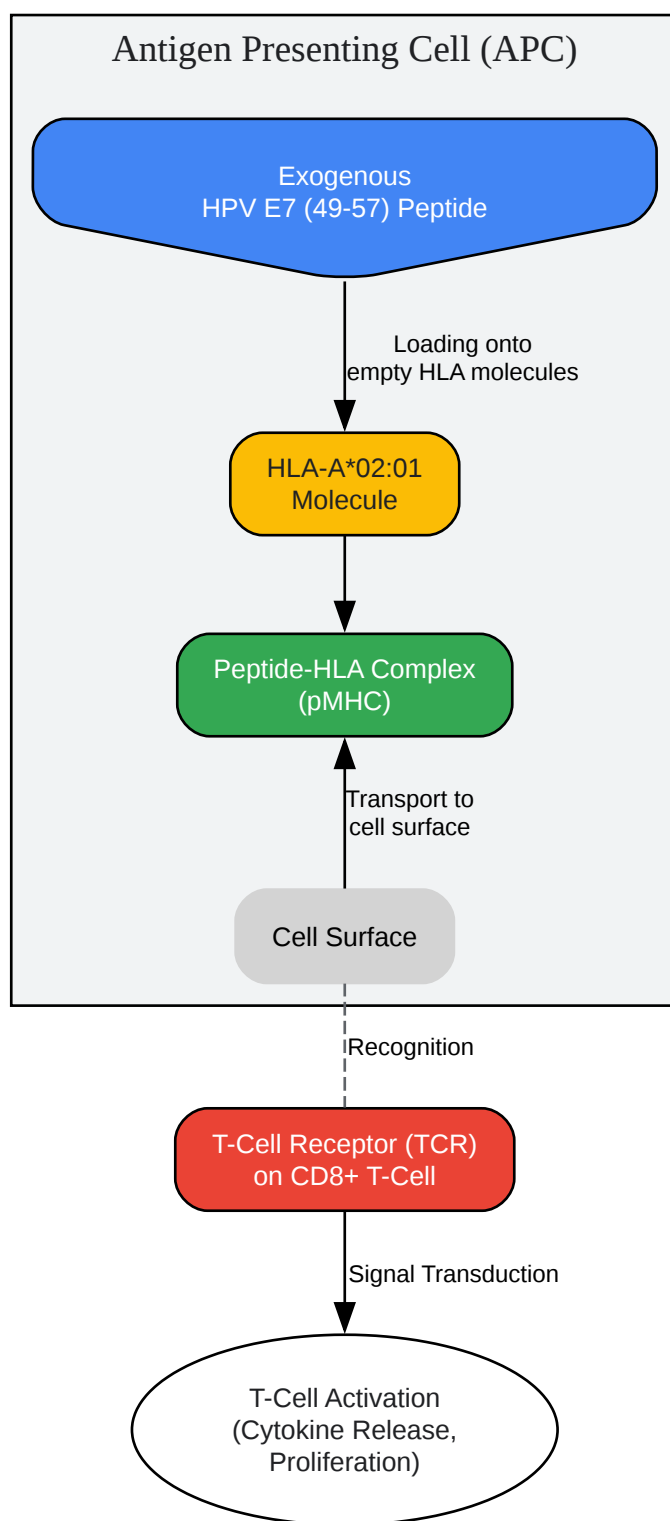 Antigen Presenting Cell (APC)
Exogenous
HPV E7 (49-57) Peptide
Loading onto
empty HLA molecules
HLA-A*02:01
Molecule
Peptide-HLA Complex
(pMHC)
Transport to
cell surface
Cell Surface
Recognition
T-Cell Receptor (TCR)
on CD8+ T-Cell
Signal Transduction
T-Cell Activation
(Cytokine Release,
Proliferation)